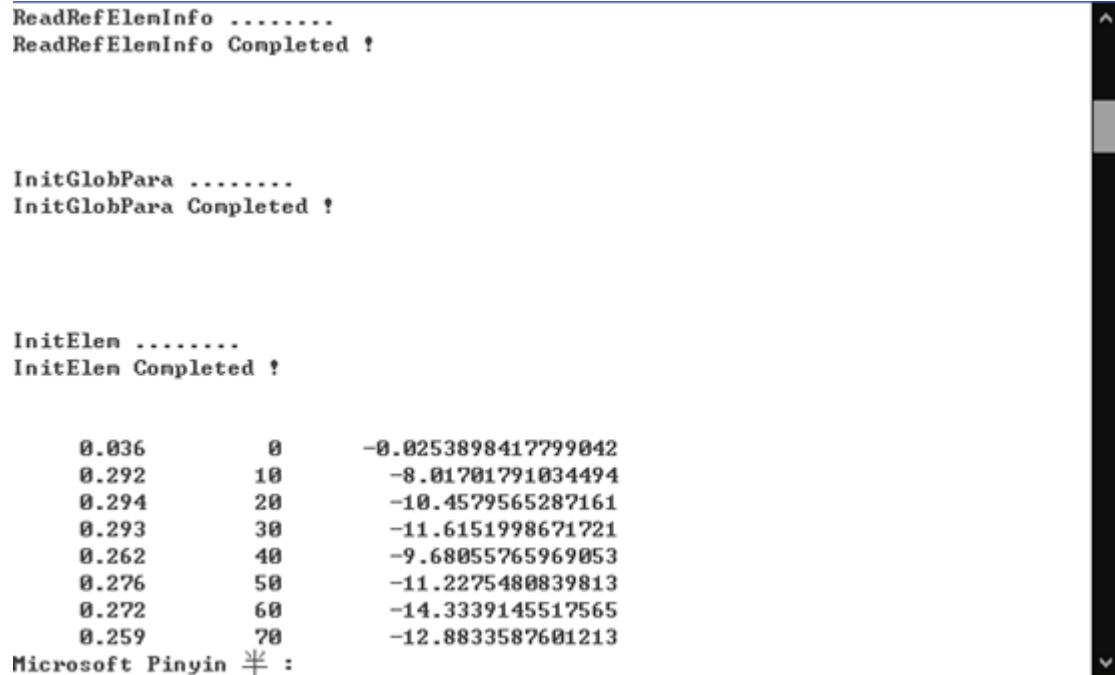 ReadRefElemInfo ........
ReadRefElemInfo Completed !
InitGlobPara ........
InitGlobPara Completed !
InitElem ........
InitElem Completed !
0.036 0 -0.0253898417799042
0.292 10 -8.01701791034494
0.294 20 -10.4579565287161
0.293 30 -11.6151998671721
0.262 40 -9.68055765969053
0.276 50 -11.2275480839813
0.272 60 -14.3339145517565
0.259 70 -12.8833587601213
Microsoft Pinyin 半 :